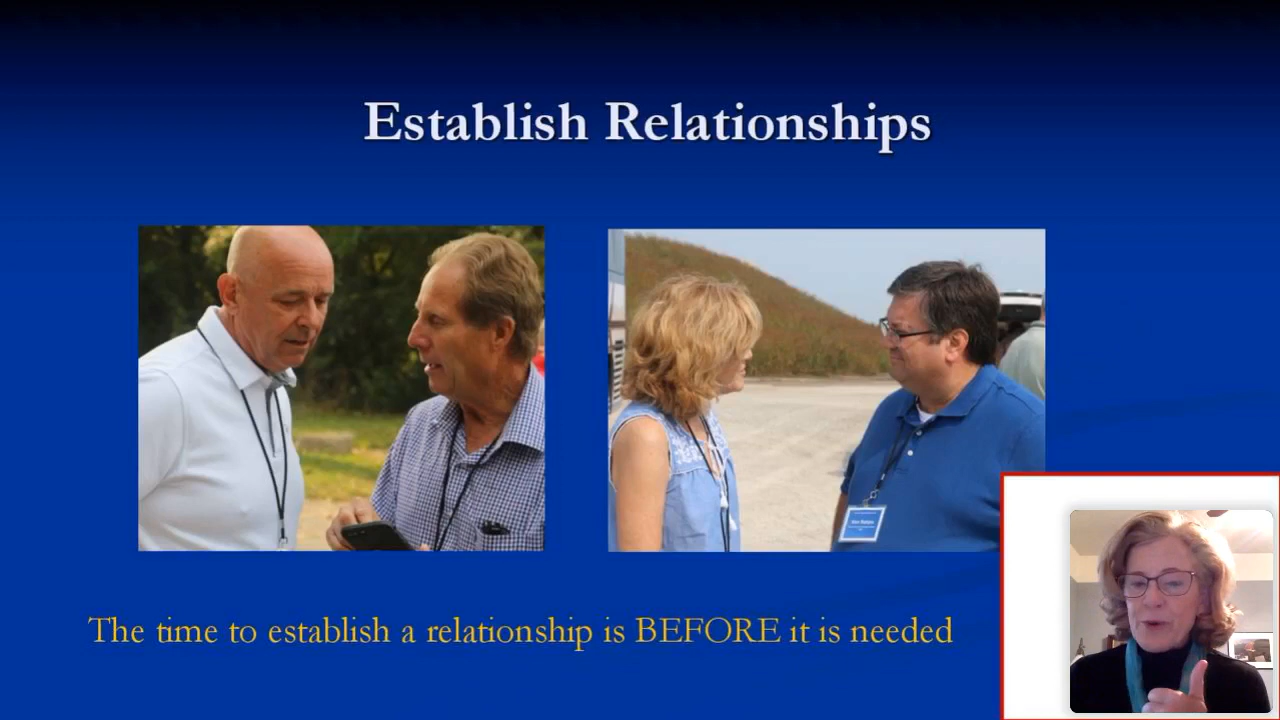 Establish Relationships
The time to establish a relationship is BEFORE it is needed